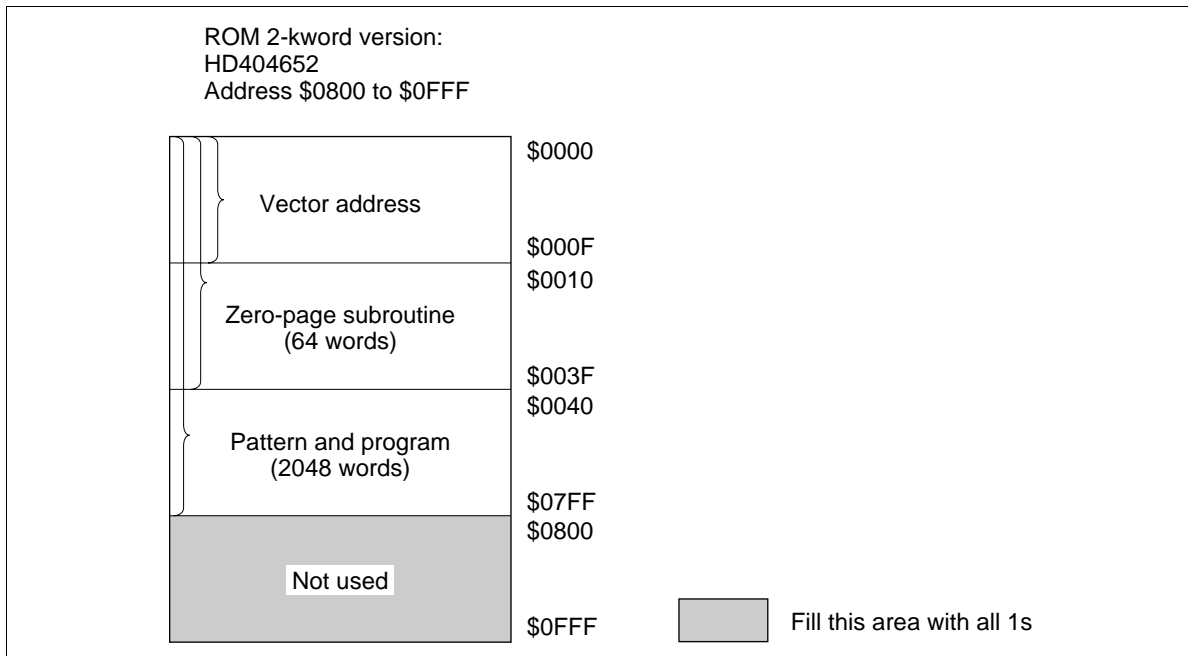 ROM 2-kword version:
HD404652
Address $0800 to $0FFF
$0000
Vector address
$000F
$0010
Zero-page subroutine
(64 words)
$003F
$0040
Pattern and program
(2048 words)
$07FF
$0800
Not used
$0FFF
Fill this area with all 1s